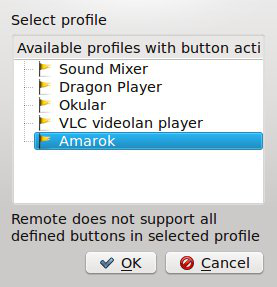 Select profile
Available profiles with button acti
Sound Mixer
Dragon Player
Okular
VLC videolan player
Amarok
Remote does not support all
defined buttons in selected profile
OK
Cancel